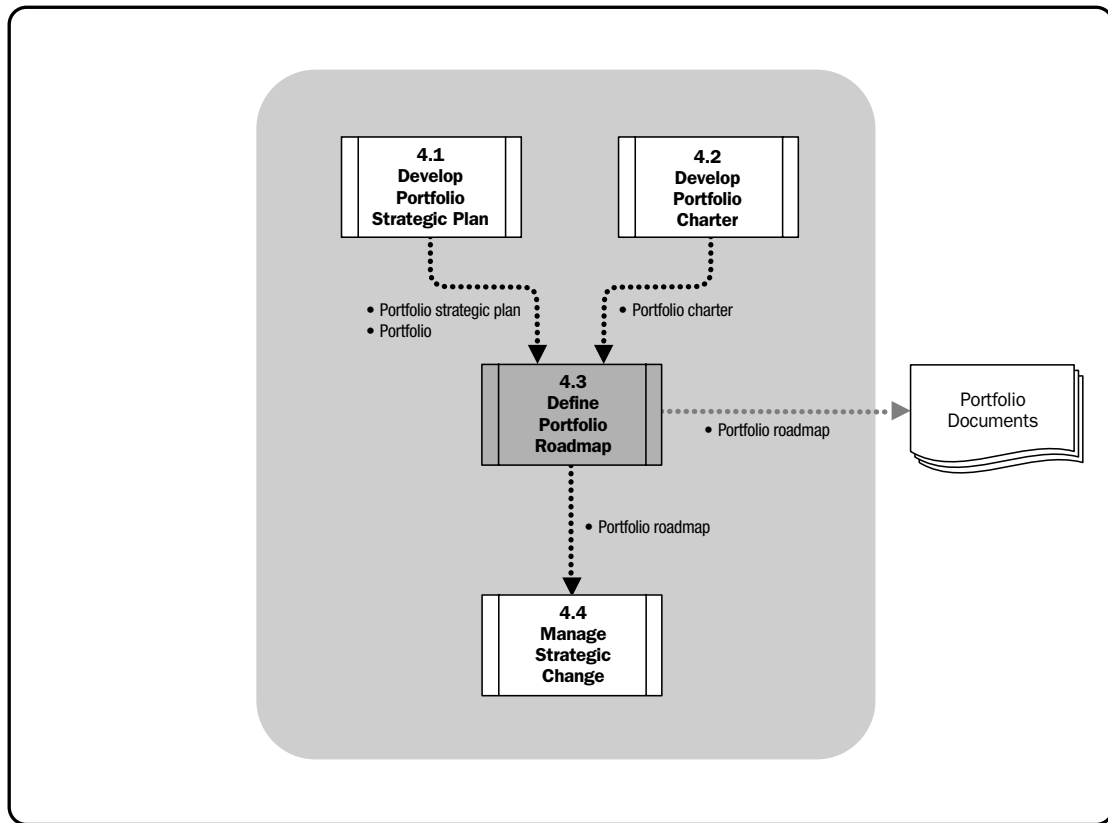 4.1
Develop
Portfolio
Strategic Plan
4.2
Develop
Portfolio
Charter
• Portfolio strategic plan
• Portfolio
• Portfolio charter
4.3
Define
Portfolio
Roadmap
• Portfolio roadmap
Portfolio
Documents
• Portfolio roadmap
4.4
Manage
Strategic
Change